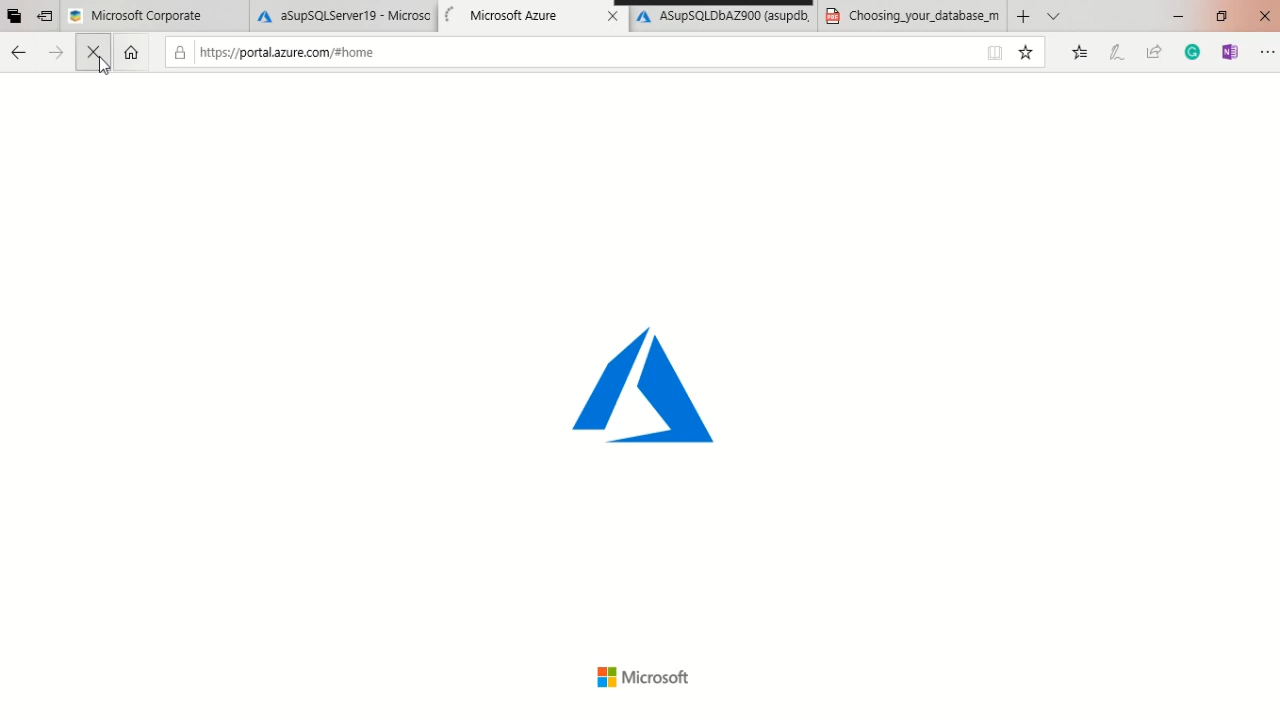 Microsoft Corporate
aSupSQLServer19 - Microso
Microsoft Azure
ASupSQLDbAZ900 (asupdb,
Choosing_your_database_m
https://portal.azure.com/#home
Microsoft